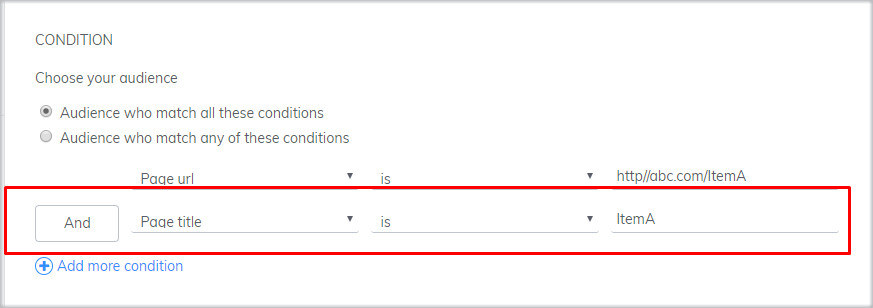 CONDITION
Choose your audience
Audience who match all these conditions
Audience who match any of these conditions
Page url is http//abc.com/ItemA
And Page title is ItemA
Add more condition